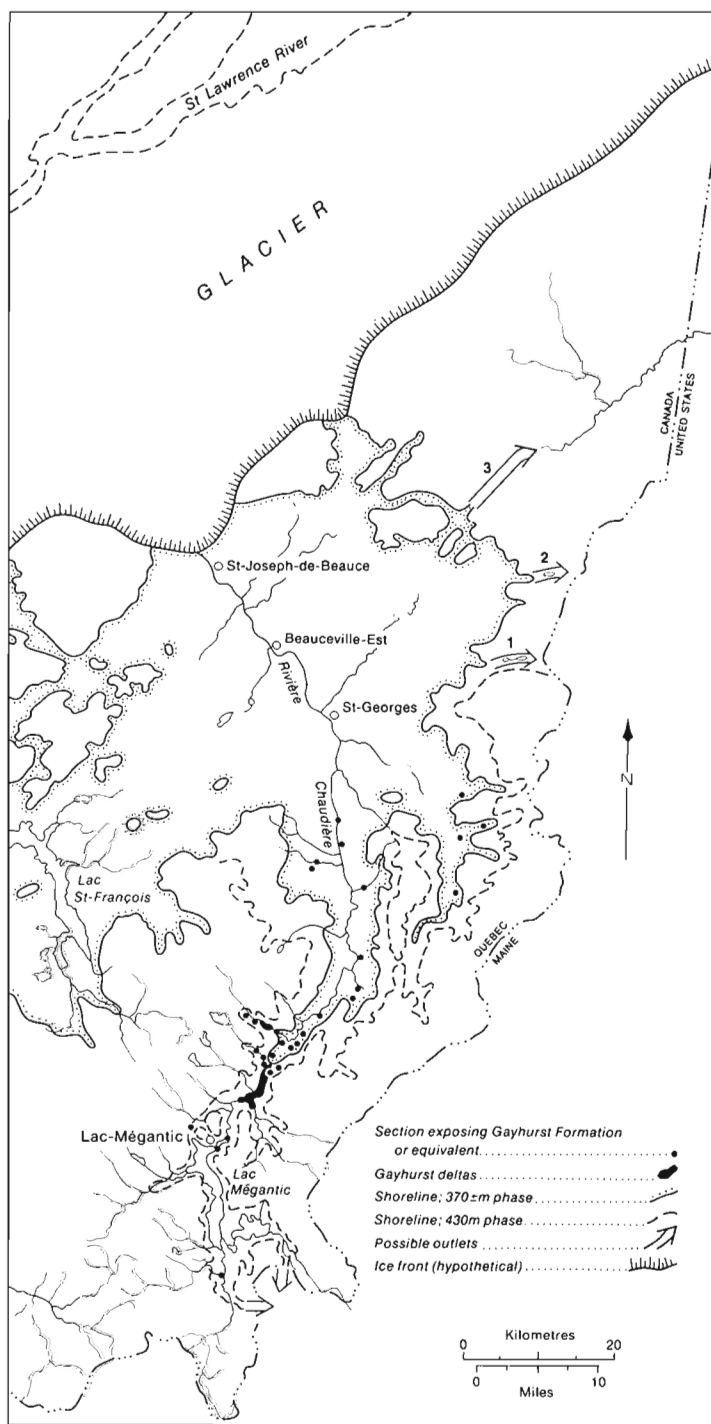 St Lawrence River
GLACIER
CANADA
UNITED STATES
3
2
St-Joseph-de-Beauce
1
Beauceville-Est
Rivière
St-Georges
Chaudière
N
Lac
St-François
QUEBEC
MAINE
Lac-Mégantic
Lac
Mégantic
Section exposing Gayhurst Formation
or equivalent
Gayhurst deltas
Shoreline; 370±m phase
Shoreline; 430m phase
Possible outlets
Ice front (hypothetical)
Kilometres
0 20
0 10
Miles